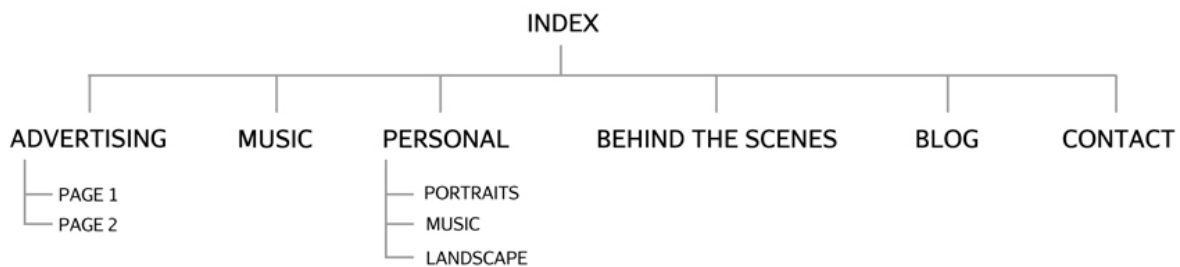 INDEX
ADVERTISING MUSIC PERSONAL BEHIND THE SCENES BLOG CONTACT
PAGE 1
PAGE 2
PORTRAITS
MUSIC
LANDSCAPE